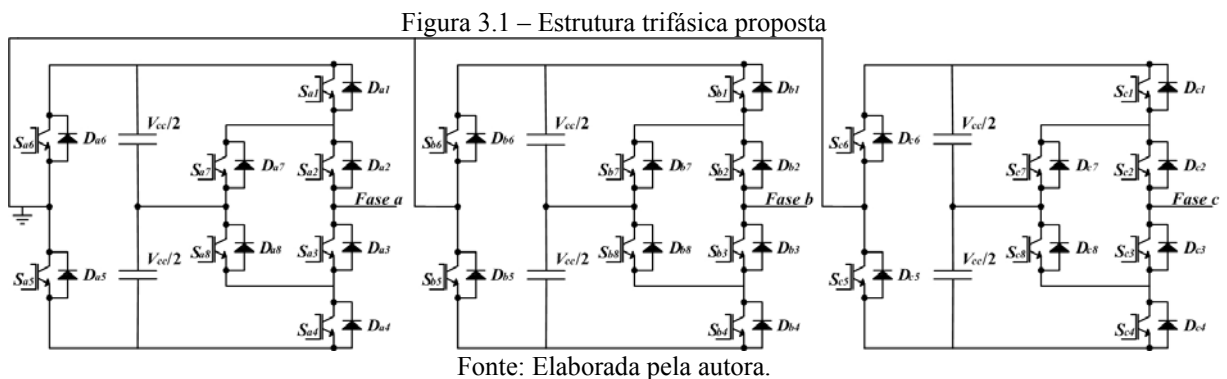 Figura 3.1 – Estrutura trifásica proposta
Sa1 Da1 Sb1 Db1 Sc1 Dc1
Vcc/2 Vcc/2 Vcc/2
Sa6 Da6 Sa7 Da7 Sa2 Da2 Sb6 Db6 Sb7 Db7 Sb2 Db2 Sc6 Dc6 Sc7 Dc7 Sc2 Dc2
Fase a Fase b Fase c
Sa5 Da5 Vcc/2 Sa8 Da8 Sa3 Da3 Sb5 Db5 Vcc/2 Sb8 Db8 Sb3 Db3 Sc5 Dc5 Vcc/2 Sc8 Dc8 Sc3 Dc3
Sa4 Da4 Sb4 Db4 Sc4 Dc4
Fonte: Elaborada pela autora.